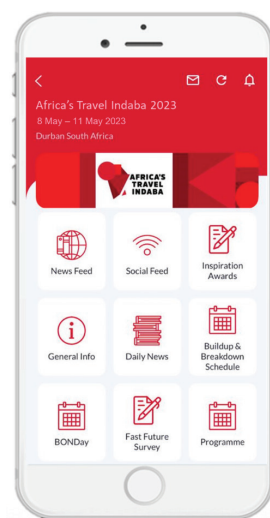 Africa's Travel Indaba 2023
8 May – 11 May 2023
Durban South Africa
AFRICA'S
TRAVEL
INDABA
News Feed
Social Feed
Inspiration
Awards
General Info
Daily News
Buildup &
Breakdown
Schedule
BONDay
Fast Future
Survey
Programme